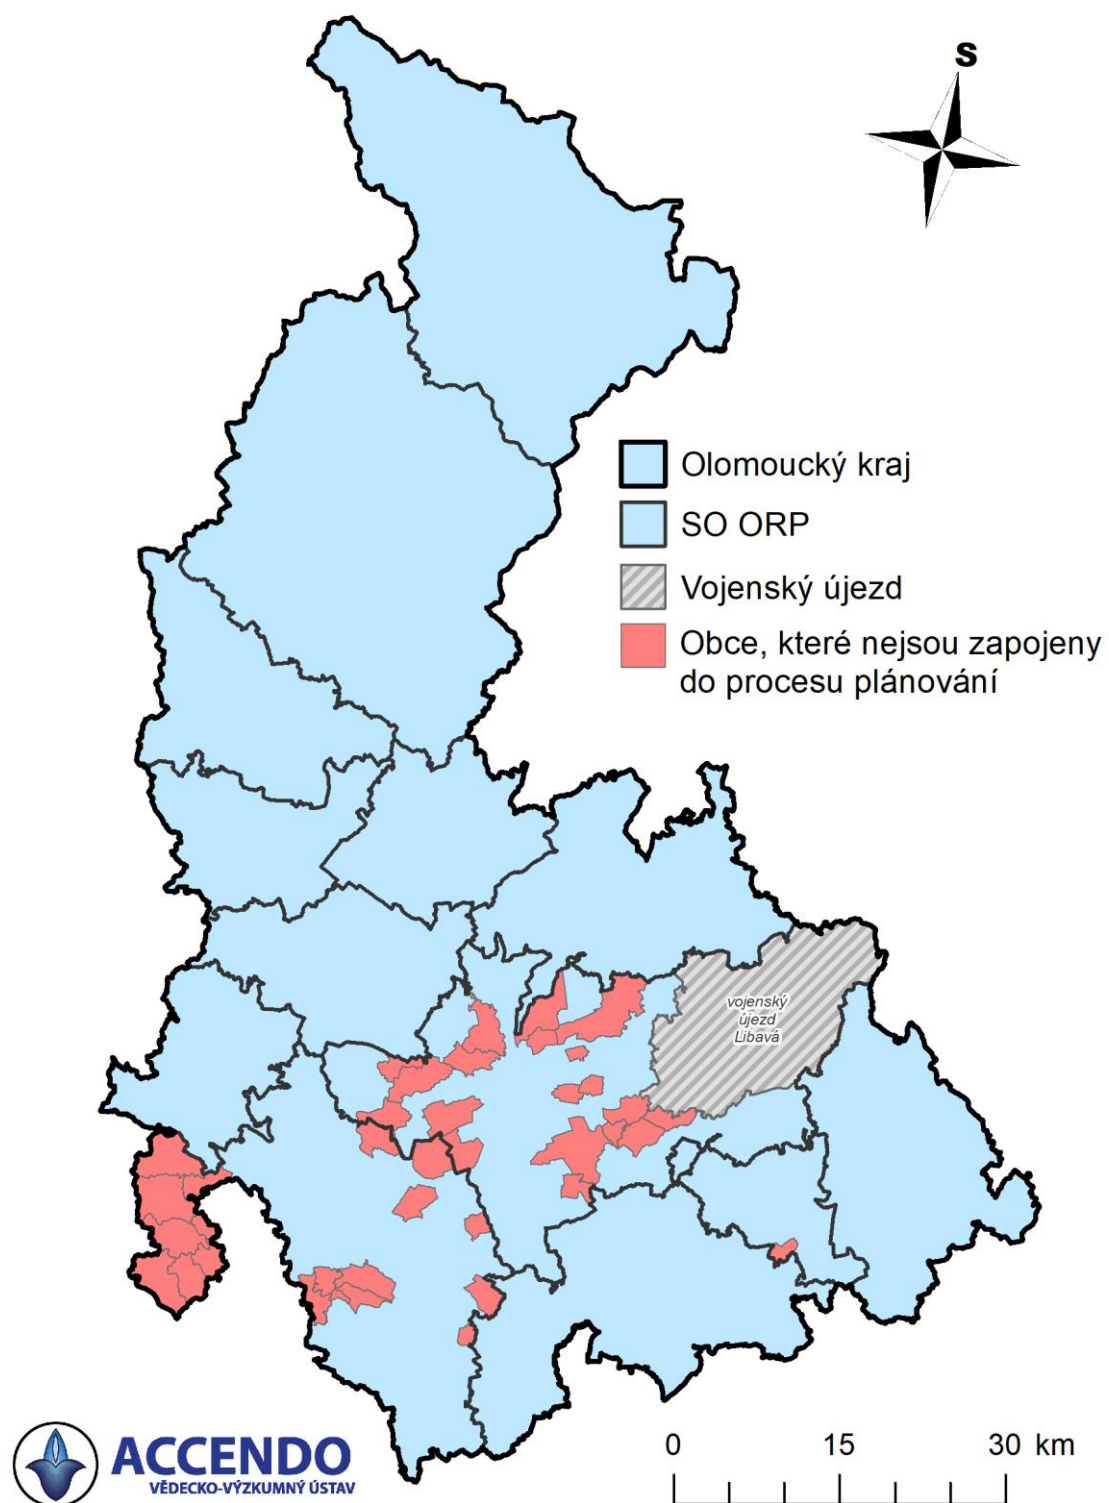 S
Olomoucký kraj
SO ORP
Vojenský újezd
Obce, které nejsou zapojeny
do procesu plánování
vojenský
újezd
Libavá
0 15 30 km
ACCENDO
VĚDECKO-VÝZKUMNÝ ÚSTAV